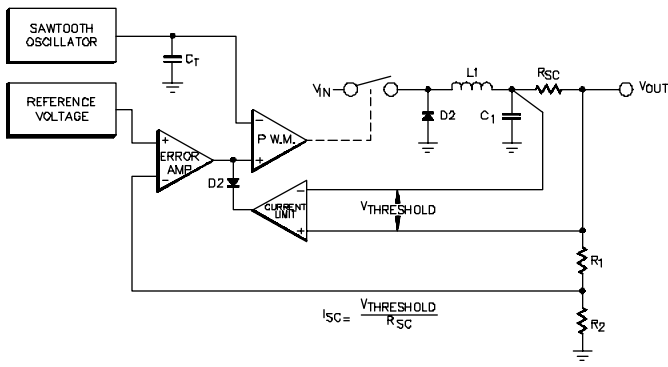 SAWTOOTH
OSCILLATOR
CT
REFERENCE
VOLTAGE
VIN
L1
RSC
VOUT
D2
C1
P.W.M.
ERROR
AMP
D2
CURRENT
LIMIT
VTHRESHOLD
R1
R2
ISC= VTHRESHOLD
RSC
+
-
-
+
-
+